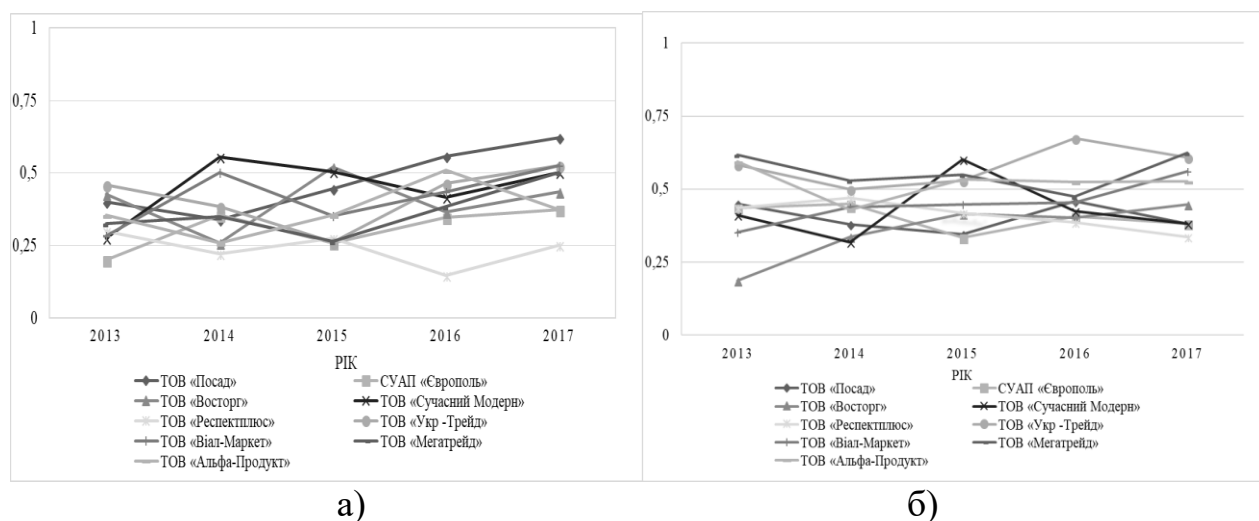 1
0,75
0,5
0,25
0
2013 2014 2015 2016 2017
РІК
ТОВ «Посад» СУАП «Європоль»
ТОВ «Восторг» ТОВ «Сучасний Модерн»
ТОВ «Респектплюс» ТОВ «Укр -Трейд»
ТОВ «Віал-Маркет» ТОВ «Мегатрейд»
ТОВ «Альфа-Продукт»
а)
1
0,75
0,5
0,25
0
2013 2014 2015 2016 2017
РІК
ТОВ «Посад» СУАП «Європоль»
ТОВ «Восторг» ТОВ «Сучасний Модерн»
ТОВ «Респектплюс» ТОВ «Укр -Трейд»
ТОВ «Віал-Маркет» ТОВ «Мегатрейд»
ТОВ «Альфа-Продукт»
б)